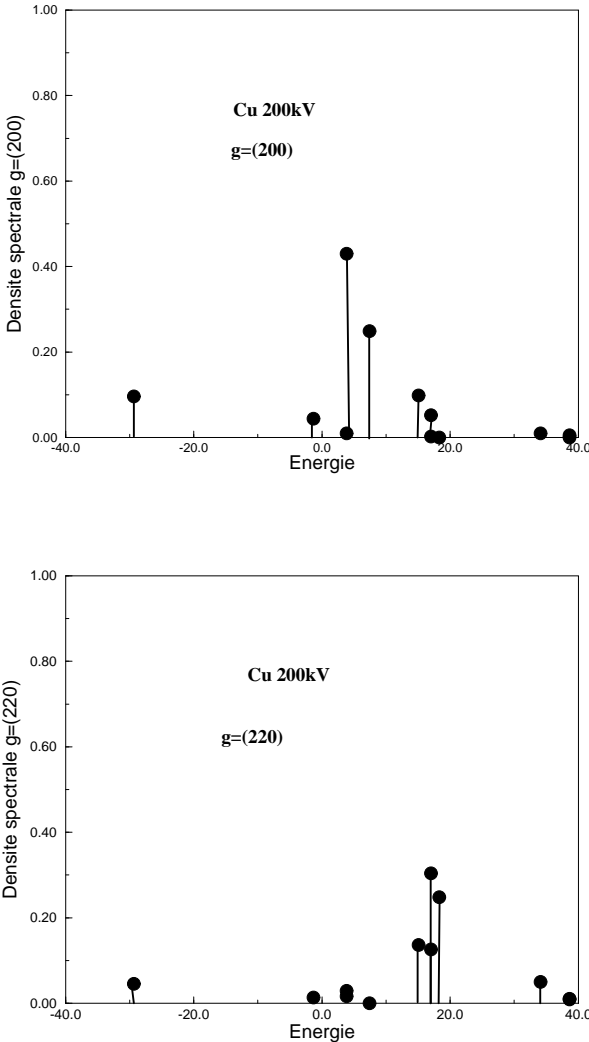 1.00
0.80
Cu 200kV
g=(200)
0.60
Densite spectrale g=(200)
0.40
0.20
0.00
-40.0 -20.0 0.0 20.0 40.0
Energie
1.00
0.80
Cu 200kV
g=(220)
0.60
Densite spectrale g=(220)
0.40
0.20
0.00
-40.0 -20.0 0.0 20.0 40.0
Energie